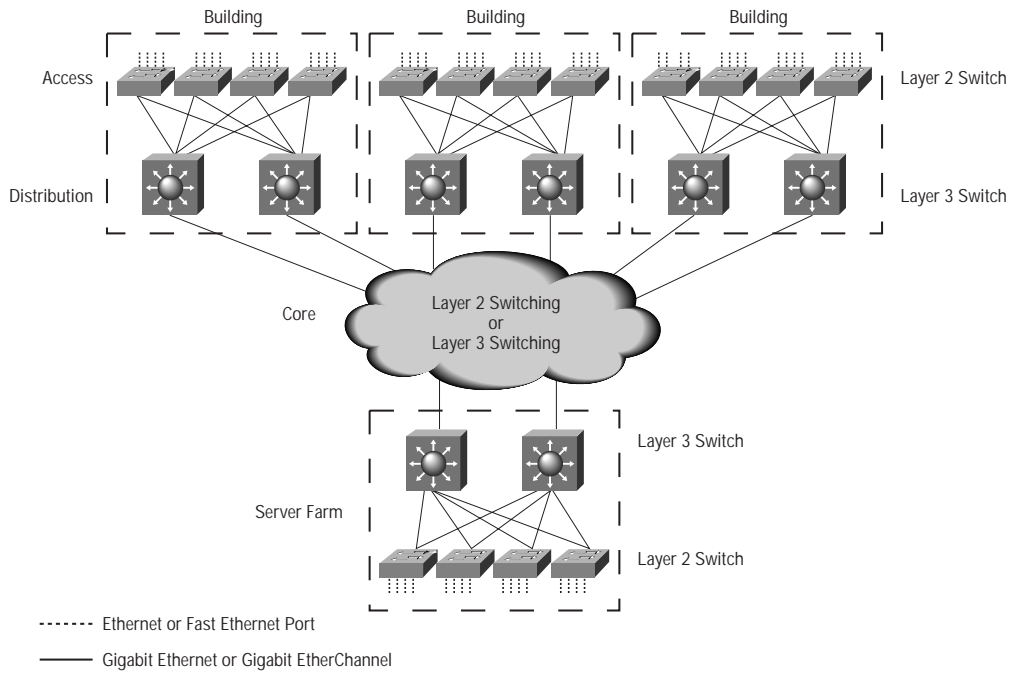 Building
Building
Building
Access
Layer 2 Switch
Distribution
Layer 3 Switch
Core
Layer 2 Switching
or
Layer 3 Switching
Layer 3 Switch
Server Farm
Layer 2 Switch
Ethernet or Fast Ethernet Port
Gigabit Ethernet or Gigabit EtherChannel